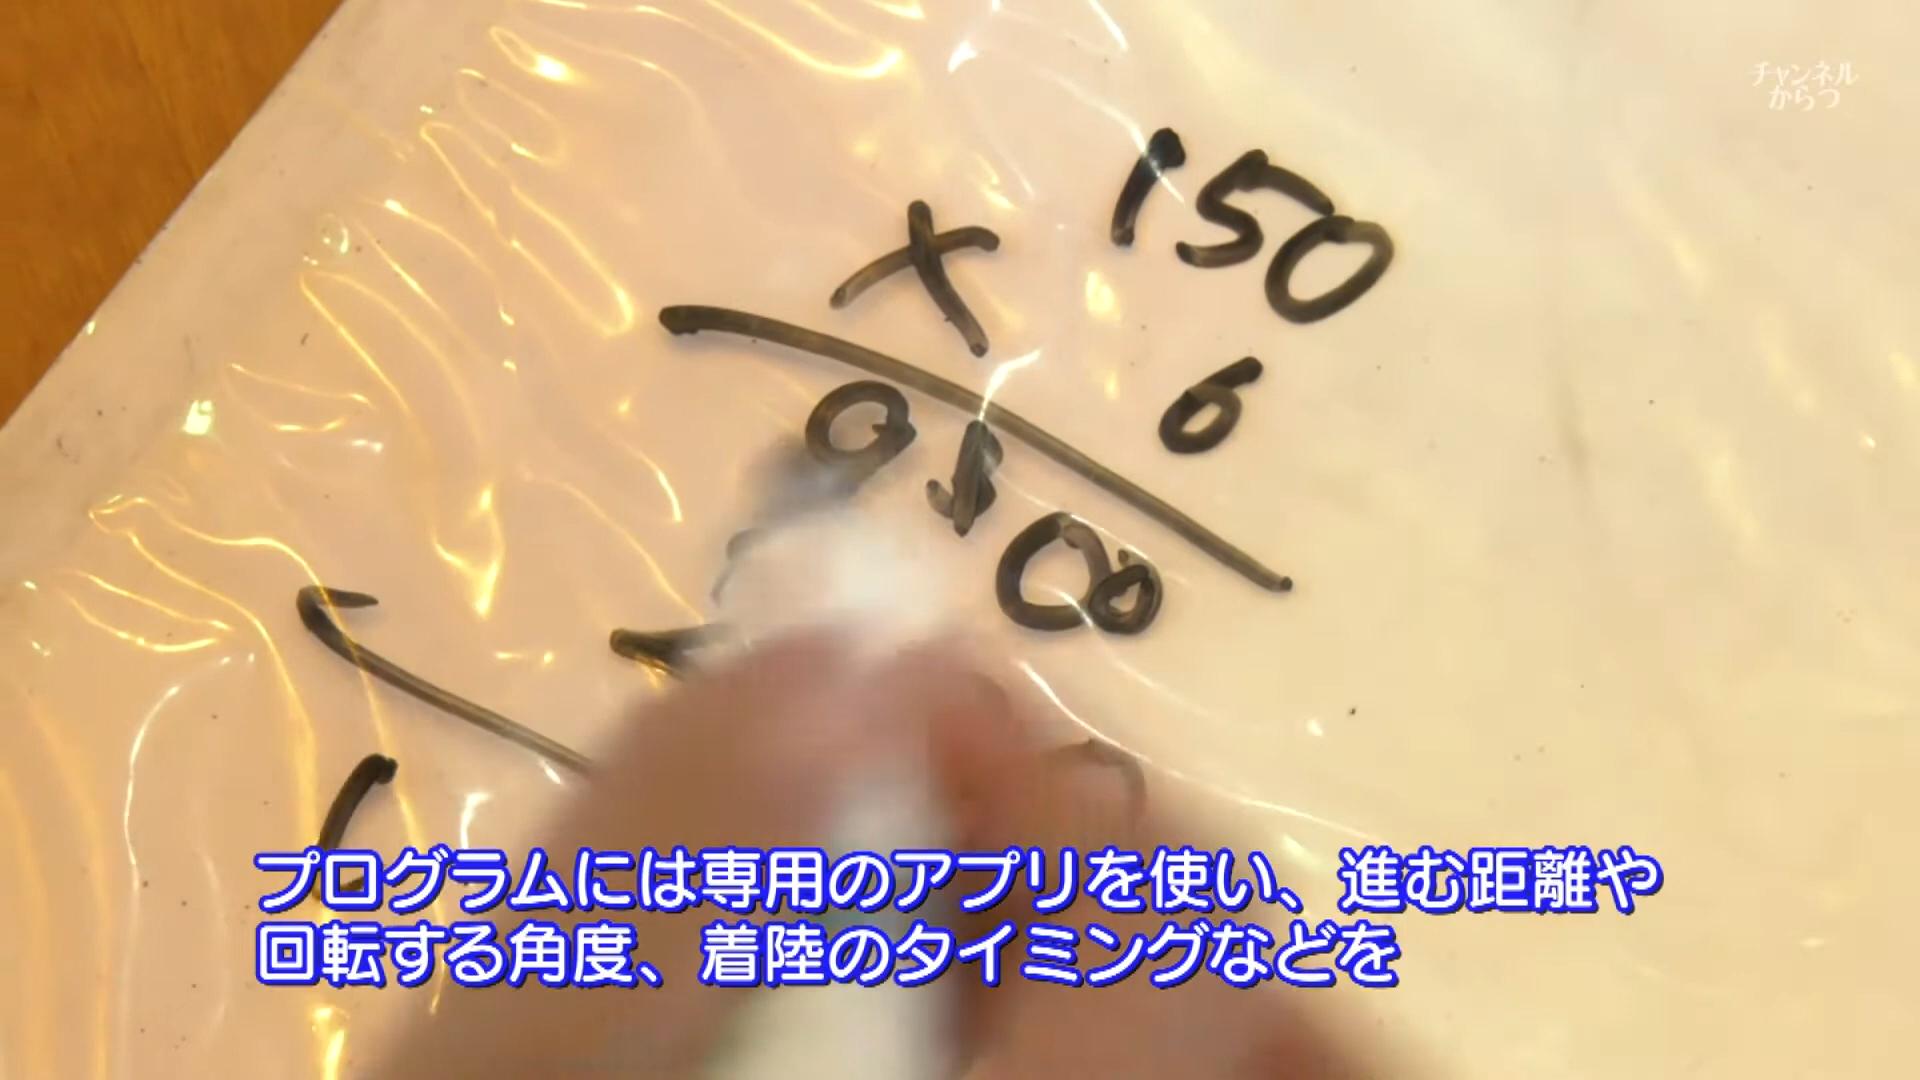 チャンネル
からつ
150
× 6
プログラムには専用のアプリを使い、進む距離や
回転する角度、着陸のタイミングなどを